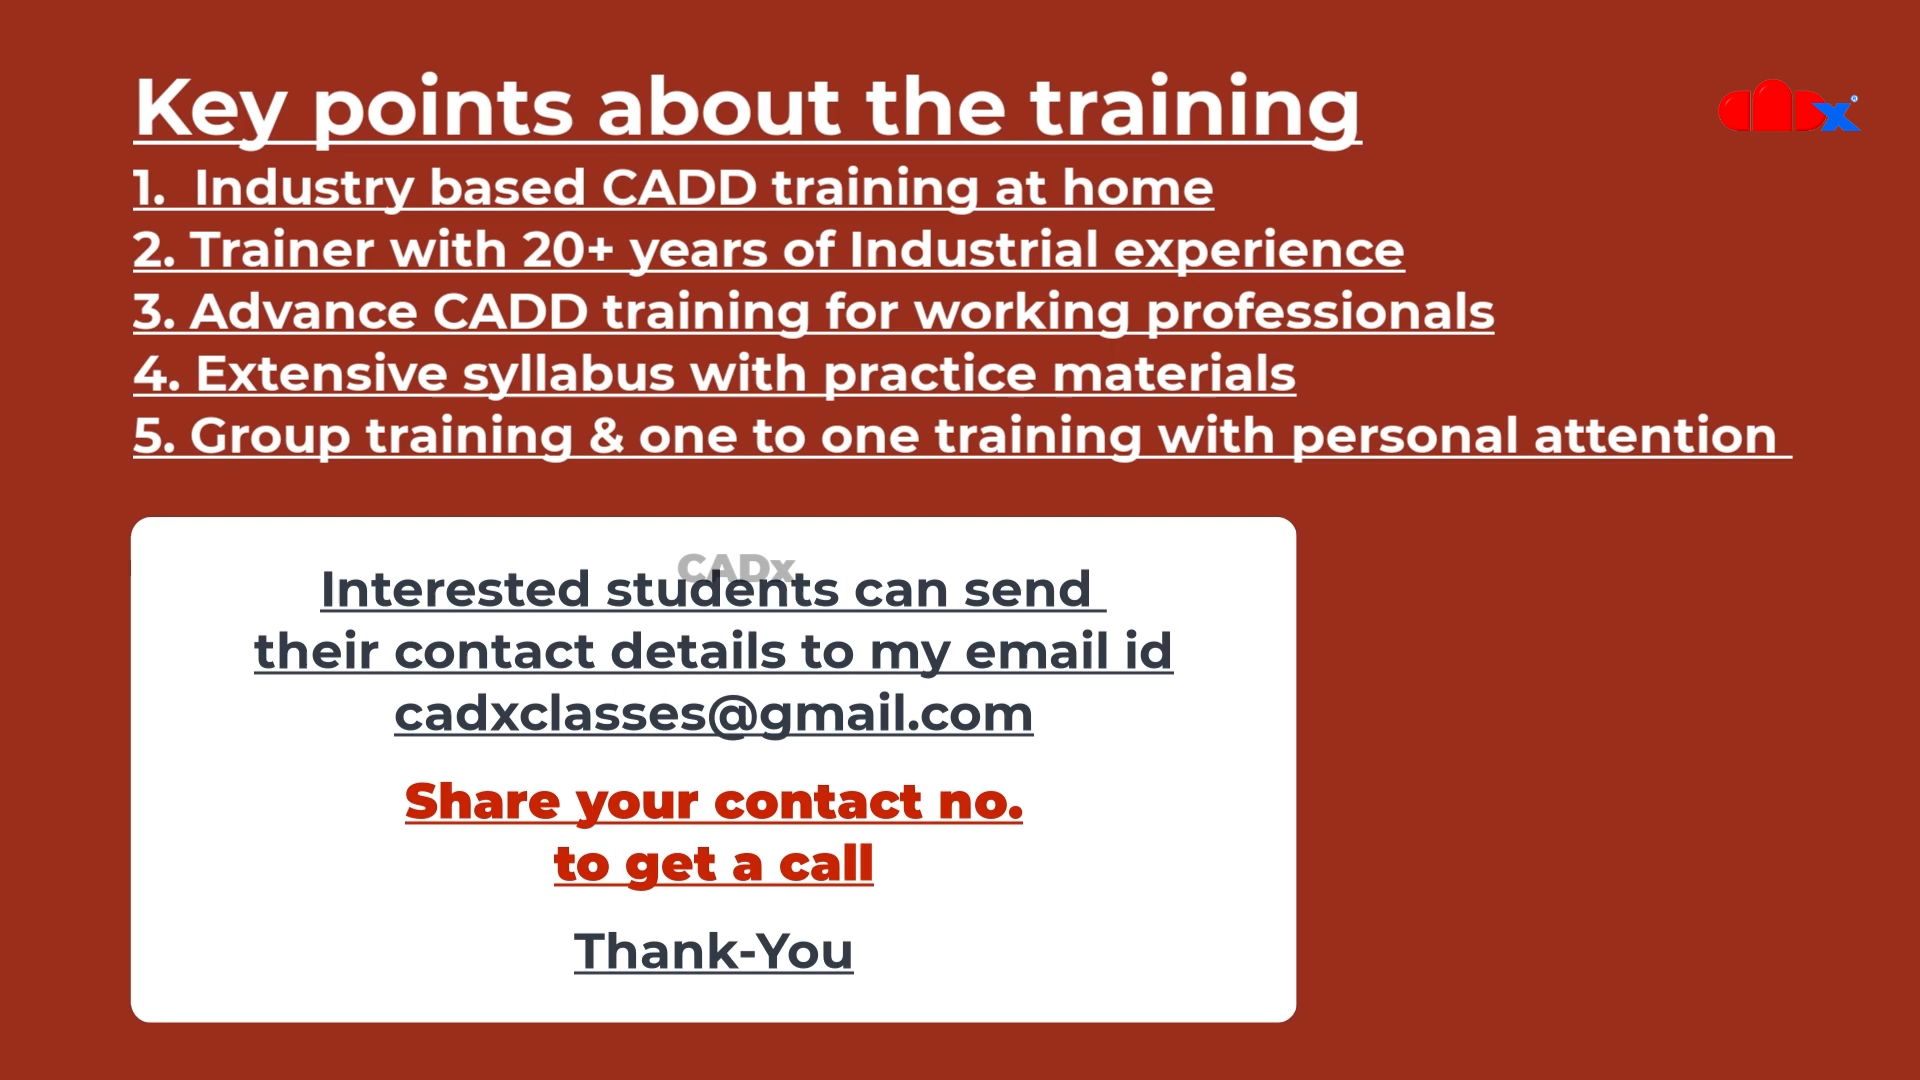 Key points about the training
CADx
1. Industry based CADD training at home
2. Trainer with 20+ years of Industrial experience
3. Advance CADD training for working professionals
4. Extensive syllabus with practice materials
5. Group training & one to one training with personal attention
CADx
Interested students can send
their contact details to my email id
cadxclasses@gmail.com
Share your contact no.
to get a call
Thank-You